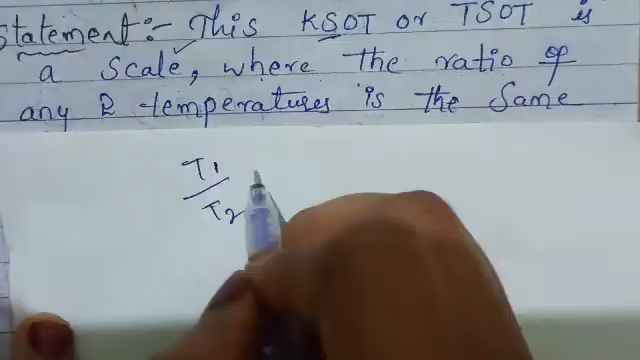 Statement:- This KSOT or TSOT is
a Scale, where the ratio of
any 2 temperatures is the Same
T1
T2